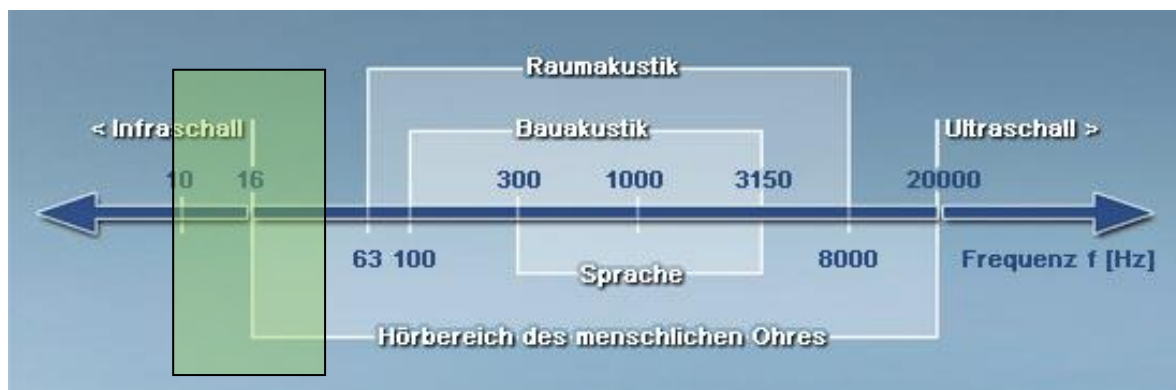 Raumakustik
< Infraschall Bauakustik Ultraschall >
10 16 300 1000 3150 20000
63 100 8000 Frequenz f [Hz]
Sprache
Hörbereich des menschlichen Ohres